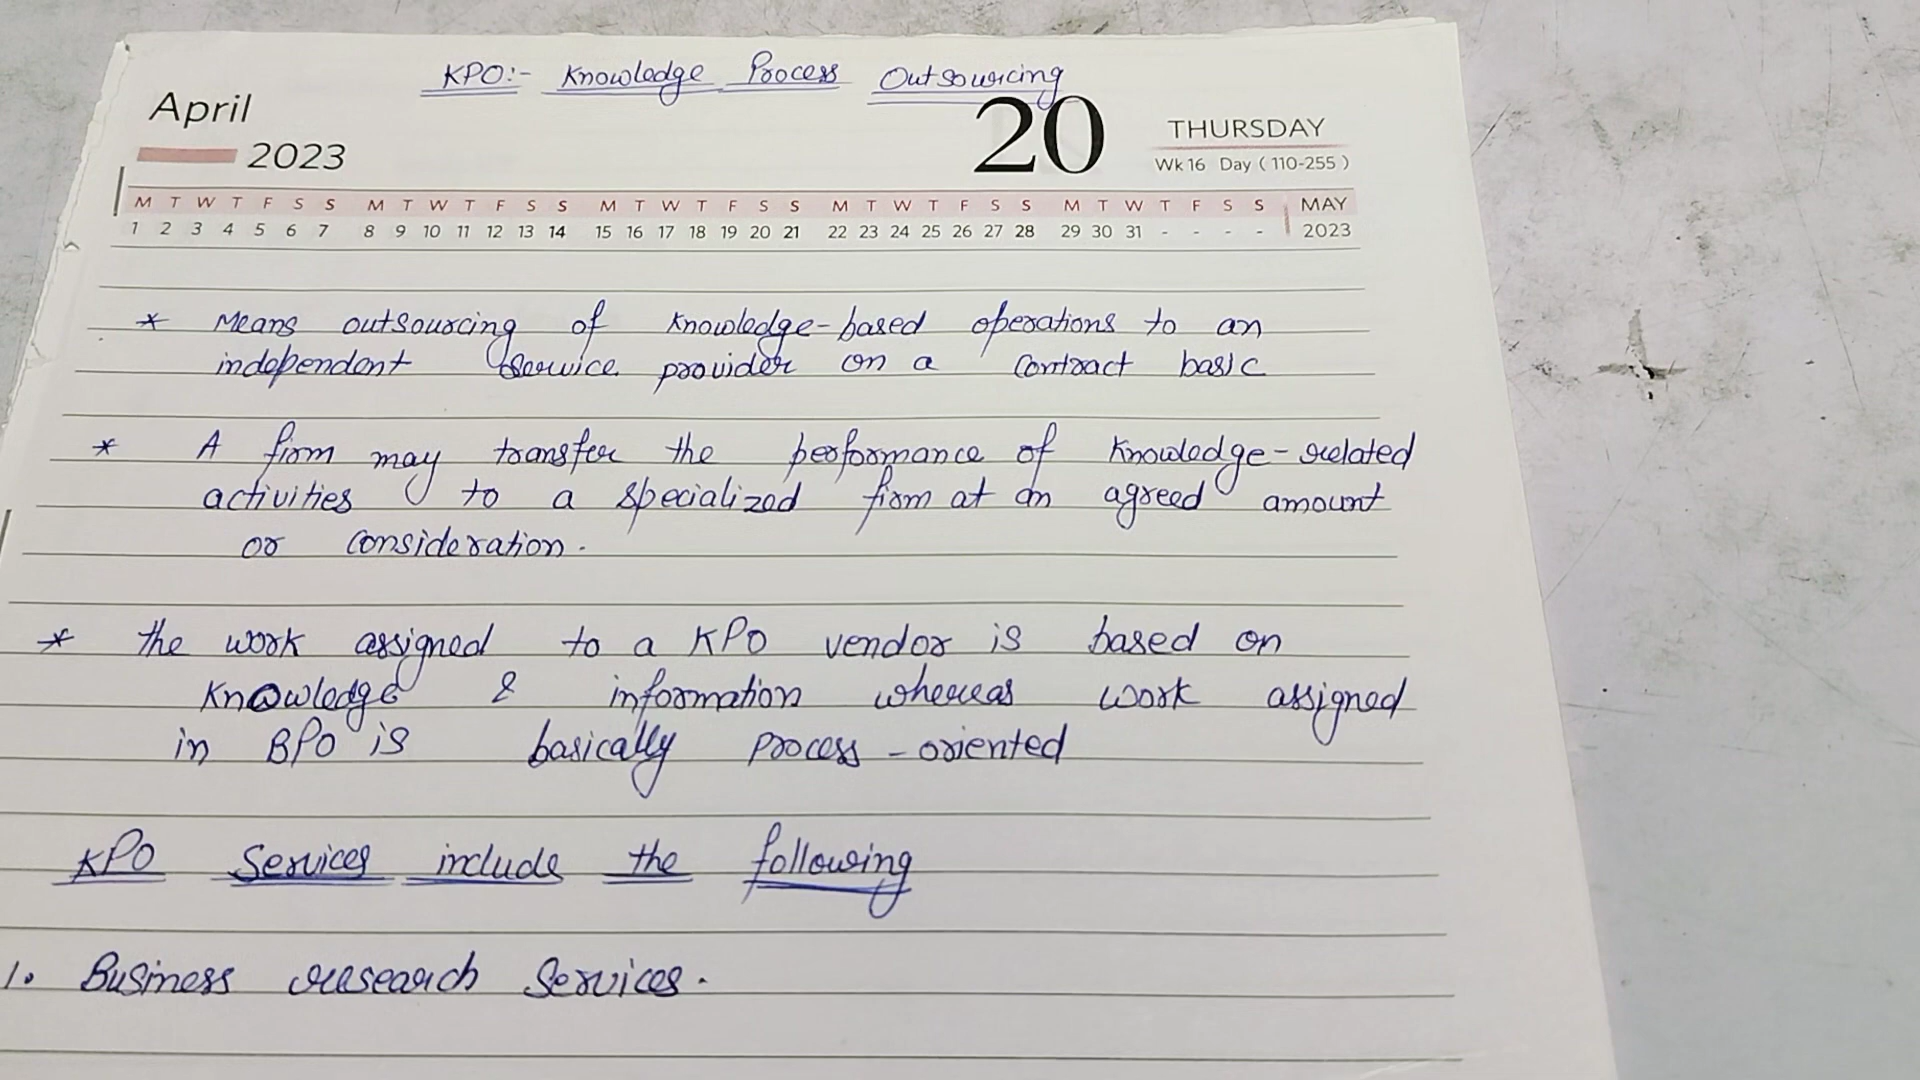 KPO:- Knowledge Process Outsourcing
April
2023
20
THURSDAY
Wk 16 Day ( 110-255 )
M T W T F S S M T W T F S S M T W T F S S M T W T F S S M T W T F S S MAY
1 2 3 4 5 6 7 8 9 10 11 12 13 14 15 16 17 18 19 20 21 22 23 24 25 26 27 28 29 30 31 - - - - 2023
* Means outsourcing of knowledge-based operations to an
independent service provider on a contract basic
* A firm may transfer the performance of knowledge-related
activities to a specialized firm at an agreed amount
or consideration.
* the work assigned to a KPO vendor is based on
knowledge & information whereas work assigned
in BPO is basically process-oriented
KPO Services include the following
1. Business research Services.